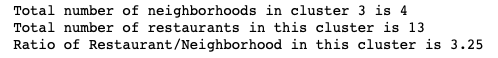 Total number of neighborhoods in cluster 3 is 4
Total number of restaurants in this cluster is 13
Ratio of Restaurant/Neighborhood in this cluster is 3.25